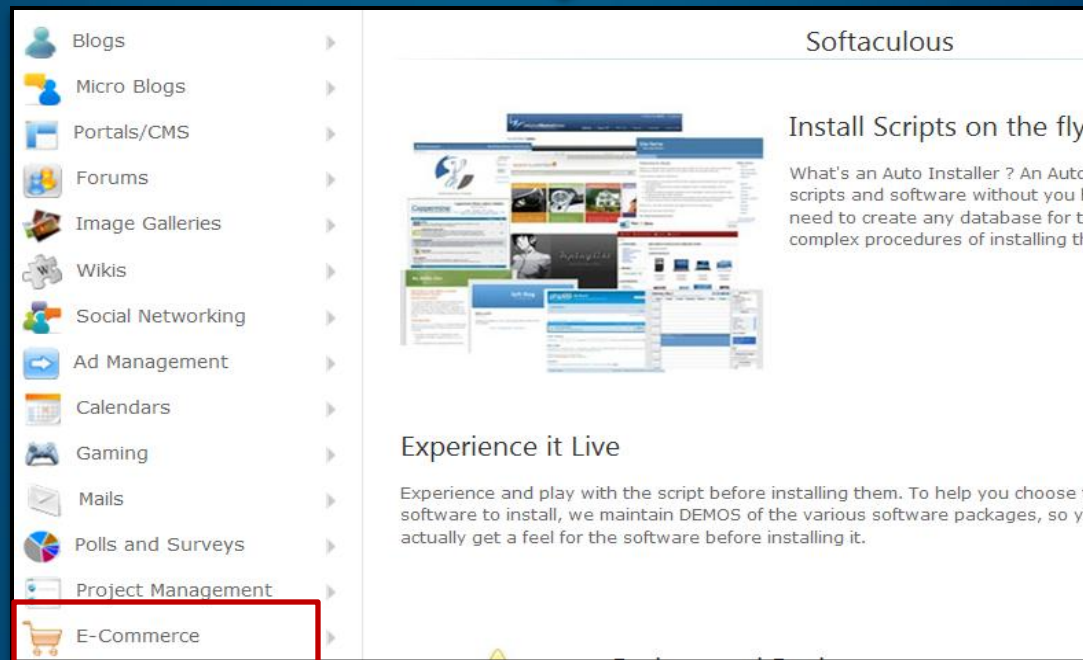 Blogs
Micro Blogs
Portals/CMS
Forums
Image Galleries
Wikis
Social Networking
Ad Management
Calendars
Gaming
Mails
Polls and Surveys
Project Management
E-Commerce
Softaculous
Install Scripts on the fly
What's an Auto Installer ? An Auto
scripts and software without you
need to create any database for t
complex procedures of installing th
Experience it Live
Experience and play with the script before installing them. To help you choose
software to install, we maintain DEMOS of the various software packages, so y
actually get a feel for the software before installing it.